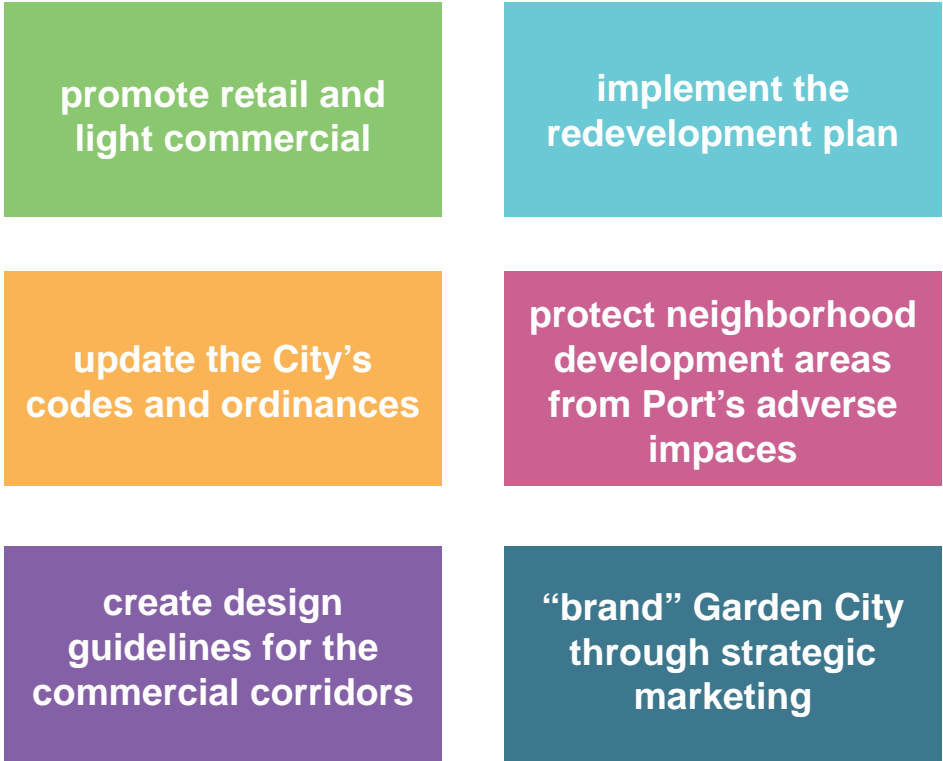 promote retail and
light commercial
implement the
redevelopment plan
update the City’s
codes and ordinances
protect neighborhood
development areas
from Port’s adverse
impaces
create design
guidelines for the
commercial corridors
“brand” Garden City
through strategic
marketing